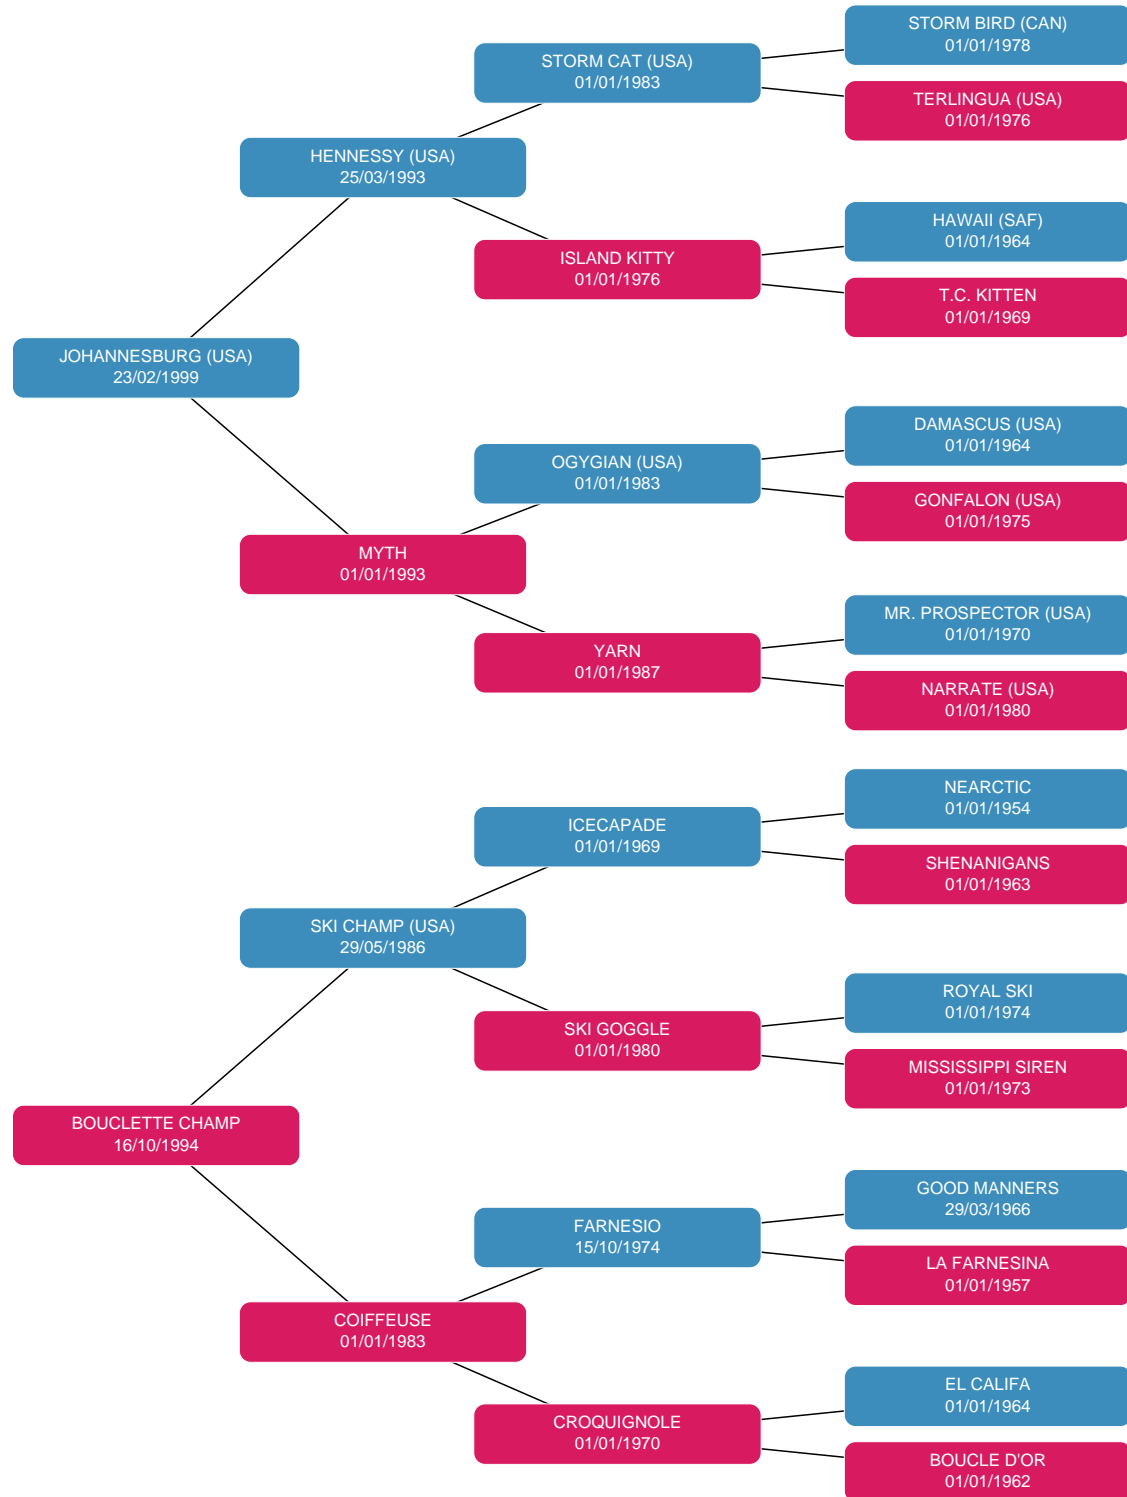 STORM BIRD (CAN)
01/01/1978
STORM CAT (USA)
01/01/1983
TERLINGUA (USA)
01/01/1976
HENNESSY (USA)
25/03/1993
HAWAII (SAF)
01/01/1964
ISLAND KITTY
01/01/1976
T.C. KITTEN
01/01/1969
JOHANNESBURG (USA)
23/02/1999
DAMASCUS (USA)
01/01/1964
OGYGIAN (USA)
01/01/1983
GONFALON (USA)
01/01/1975
MYTH
01/01/1993
MR. PROSPECTOR (USA)
01/01/1970
YARN
01/01/1987
NARRATE (USA)
01/01/1980
NEARCTIC
01/01/1954
ICECAPADE
01/01/1969
SHENANIGANS
01/01/1963
SKI CHAMP (USA)
29/05/1986
ROYAL SKI
01/01/1974
SKI GOGGLE
01/01/1980
MISSISSIPPI SIREN
01/01/1973
BOUCLETTE CHAMP
16/10/1994
GOOD MANNERS
29/03/1966
FARNESIO
15/10/1974
LA FARNESINA
01/01/1957
COIFFEUSE
01/01/1983
EL CALIFA
01/01/1964
CROQUIGNOLE
01/01/1970
BOUCLE D'OR
01/01/1962